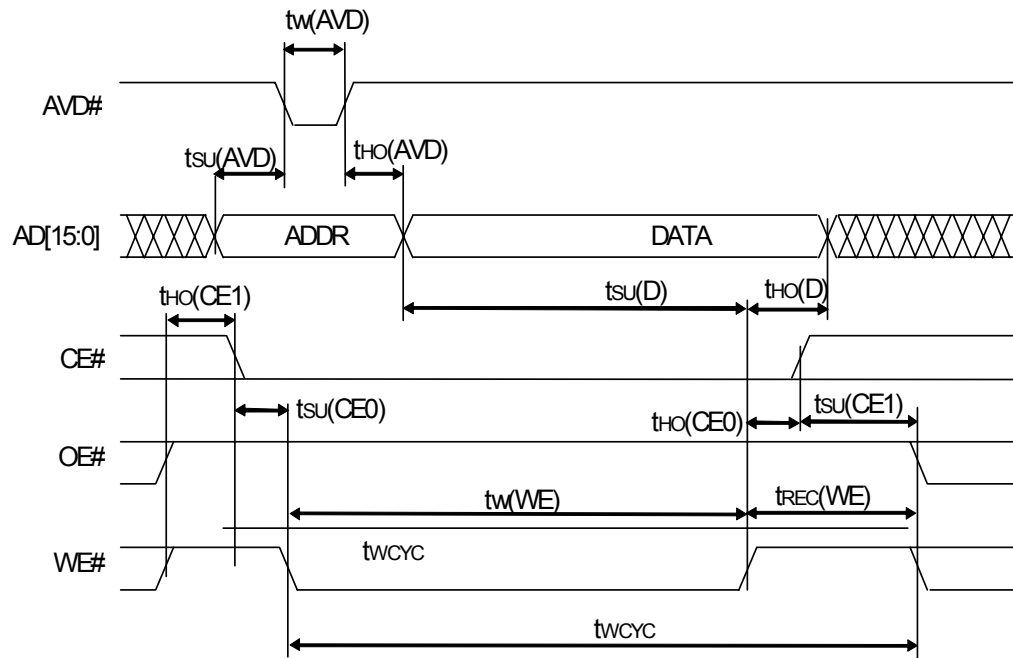 tw(AVD)
AVD#
tSU(AVD)
tHO(AVD)
AD[15:0]
ADDR
DATA
tHO(CE1)
tSU(D)
tHO(D)
CE#
tSU(CE0)
tHO(CE0)
tSU(CE1)
OE#
tw(WE)
tREC(WE)
tWCYC
WE#
tWCYC